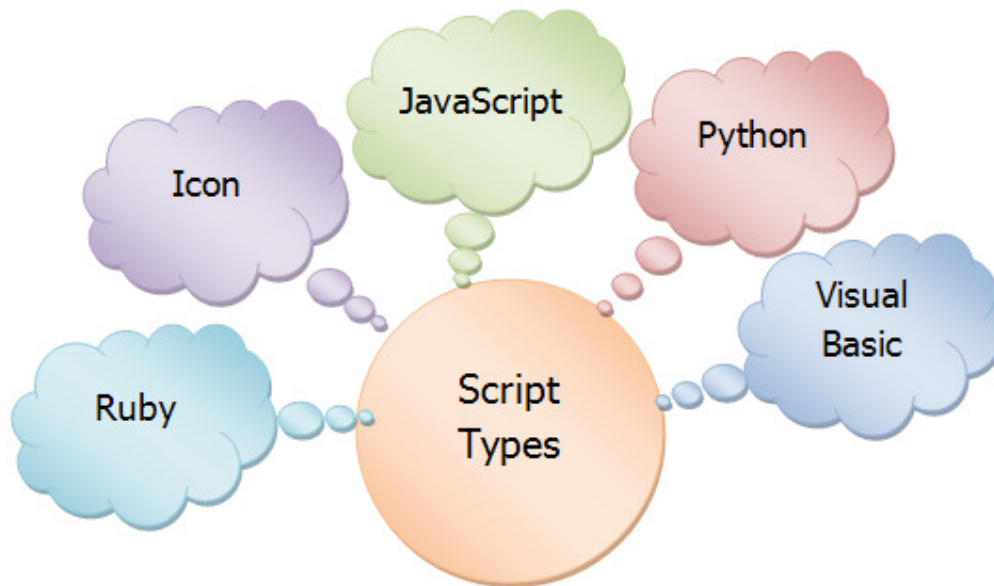 JavaScript
Python
Icon
Visual
Basic
Ruby
Script
Types